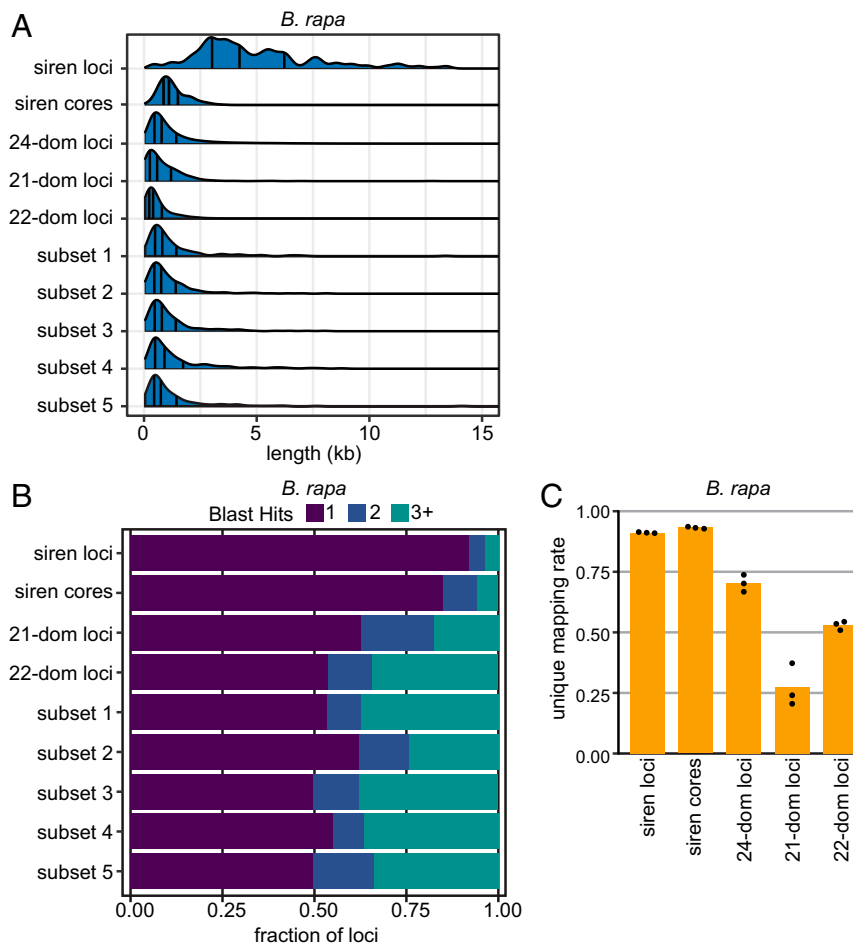 A
B. rapa
siren loci
siren cores
24-dom loci
21-dom loci
22-dom loci
subset 1
subset 2
subset 3
subset 4
subset 5
0 5 10 15
length (kb)
B
B. rapa
Blast Hits 1 2 3+
siren loci
siren cores
21-dom loci
22-dom loci
subset 1
subset 2
subset 3
subset 4
subset 5
0.00 0.25 0.50 0.75 1.00
fraction of loci
C
B. rapa
unique mapping rate
1.00
0.75
0.50
0.25
0.00
siren loci
siren cores
24-dom loci
21-dom loci
22-dom loci